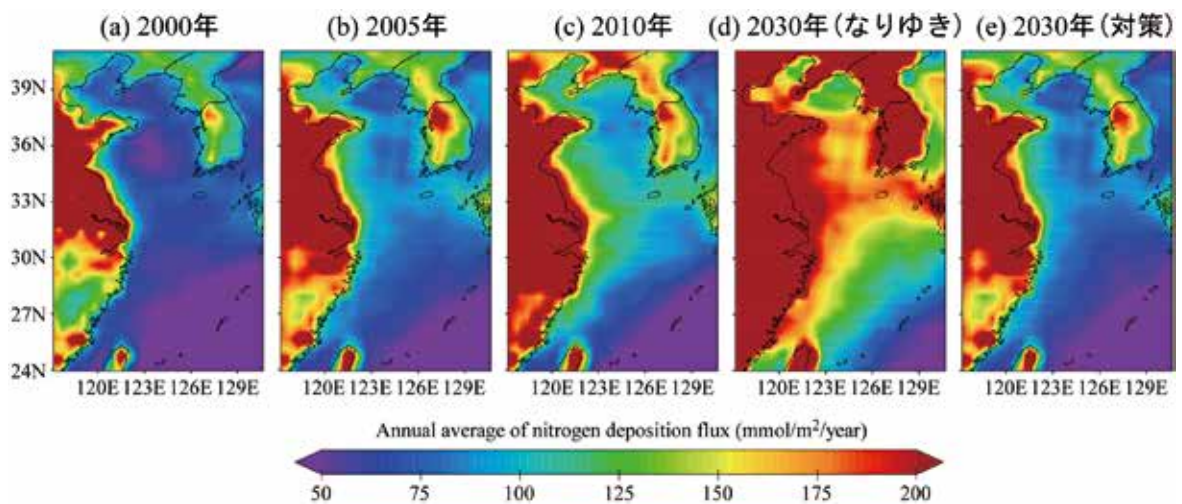 (a) 2000年 (b) 2005年 (c) 2010年 (d) 2030年(なりゆき) (e) 2030年(対策)
39N
36N
33N
30N
27N
24N
120E 123E 126E 129E 120E 123E 126E 129E 120E 123E 126E 129E 120E 123E 126E 129E 120E 123E 126E 129E
Annual average of nitrogen deposition flux (mmol/m²/year)
50 75 100 125 150 175 200